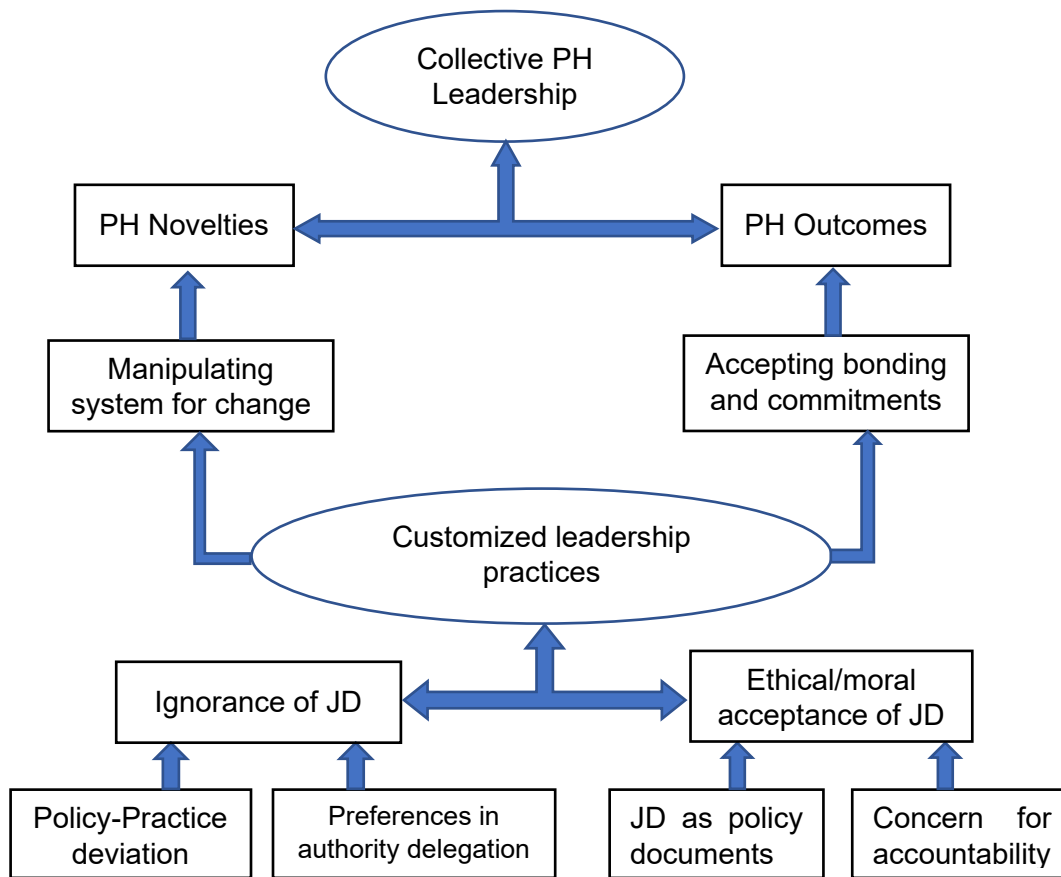 Collective PH
Leadership
PH Novelties
PH Outcomes
Manipulating
system for change
Accepting bonding
and commitments
Customized leadership
practices
Ignorance of JD
Ethical/moral
acceptance of JD
Policy-Practice
deviation
Preferences in
authority delegation
JD as policy
documents
Concern for
accountability